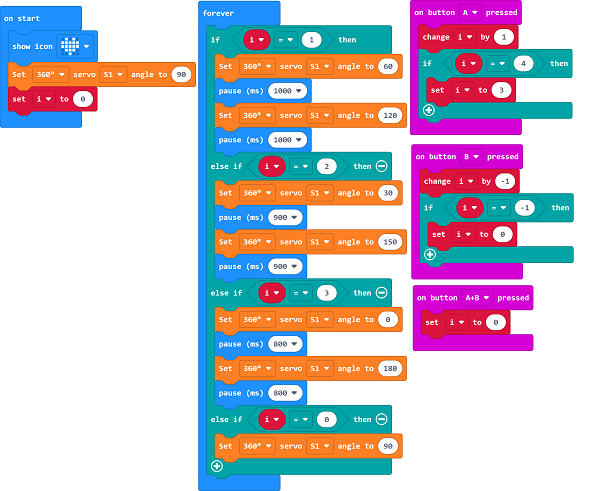 on start
show icon
Set 360° servo S1 angle to 90
set i to 0
forever
if i = 1 then
Set 360° servo S1 angle to 60
pause (ms) 1000
Set 360° servo S1 angle to 120
pause (ms) 1000
else if i = 2 then
Set 360° servo S1 angle to 30
pause (ms) 900
Set 360° servo S1 angle to 150
pause (ms) 900
else if i = 3 then
Set 360° servo S1 angle to 0
pause (ms) 800
Set 360° servo S1 angle to 180
pause (ms) 800
else if i = 0 then
Set 360° servo S1 angle to 90
on button A pressed
change i by 1
if i = 4 then
set i to 3
on button B pressed
change i by -1
if i = -1 then
set i to 0
on button A+B pressed
set i to 0